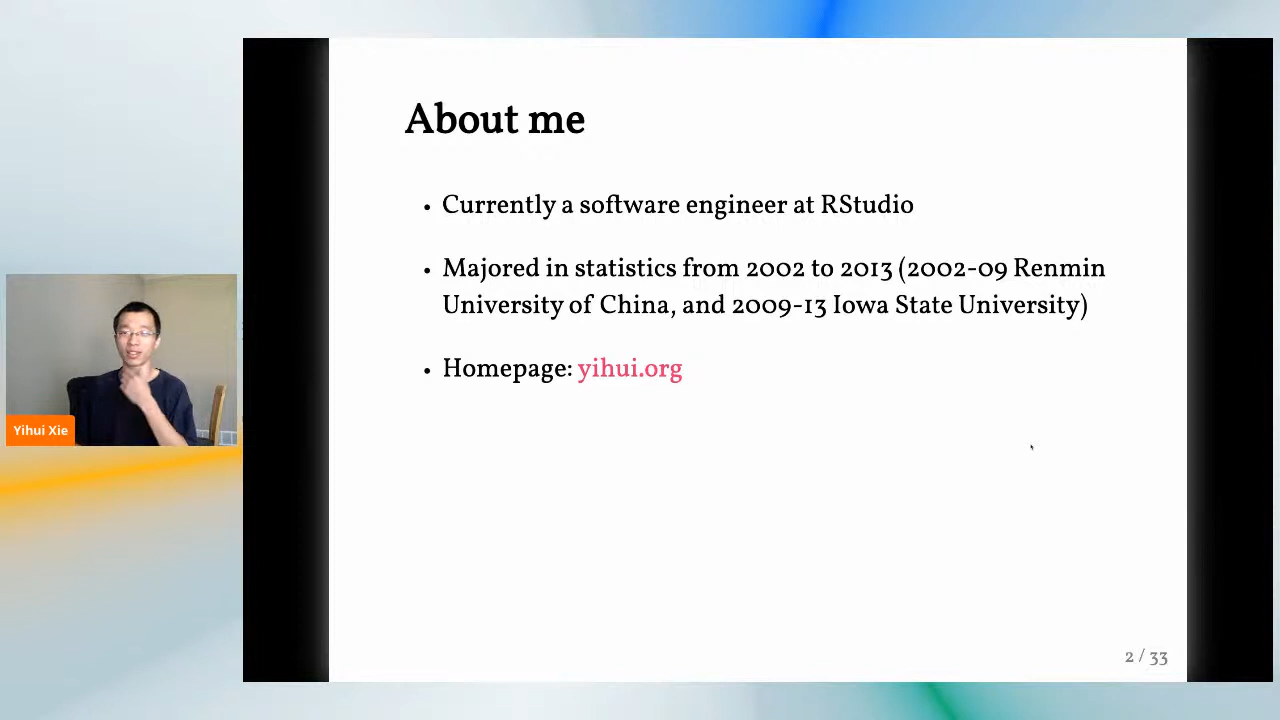 About me
• Currently a software engineer at RStudio
• Majored in statistics from 2002 to 2013 (2002-09 Renmin
University of China, and 2009-13 Iowa State University)
• Homepage: yihui.org
Yihui Xie
2 / 33